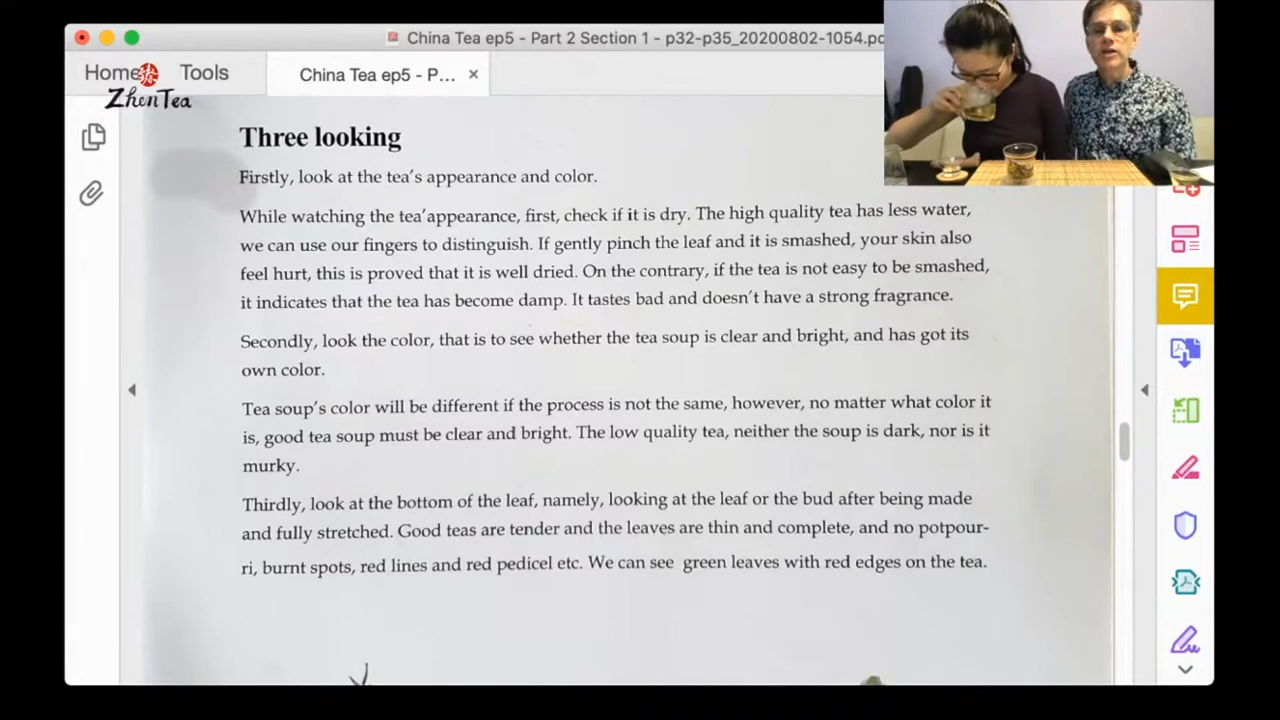 China Tea ep5 - Part 2 Section 1 - p32-p35_20200802-1054.pc
Home Tools China Tea ep5 - P... ×
ZhenTea
Three looking
Firstly, look at the tea's appearance and color.
While watching the tea'appearance, first, check if it is dry. The high quality tea has less water,
we can use our fingers to distinguish. If gently pinch the leaf and it is smashed, your skin also
feel hurt, this is proved that it is well dried. On the contrary, if the tea is not easy to be smashed,
it indicates that the tea has become damp. It tastes bad and doesn't have a strong fragrance.
Secondly, look the color, that is to see whether the tea soup is clear and bright, and has got its
own color.
Tea soup's color will be different if the process is not the same, however, no matter what color it
is, good tea soup must be clear and bright. The low quality tea, neither the soup is dark, nor is it
murky.
Thirdly, look at the bottom of the leaf, namely, looking at the leaf or the bud after being made
and fully stretched. Good teas are tender and the leaves are thin and complete, and no potpour-
ri, burnt spots, red lines and red pedicel etc. We can see green leaves with red edges on the tea.